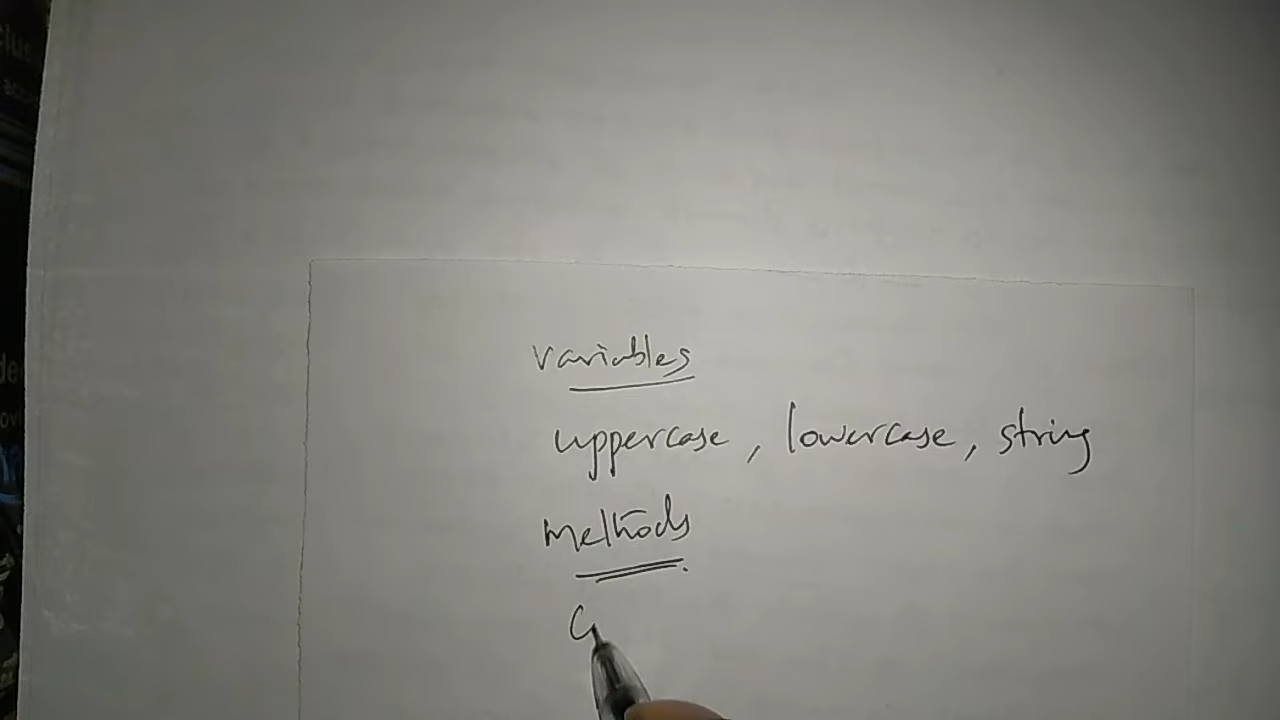 variables
uppercase, lowercase, string
methods